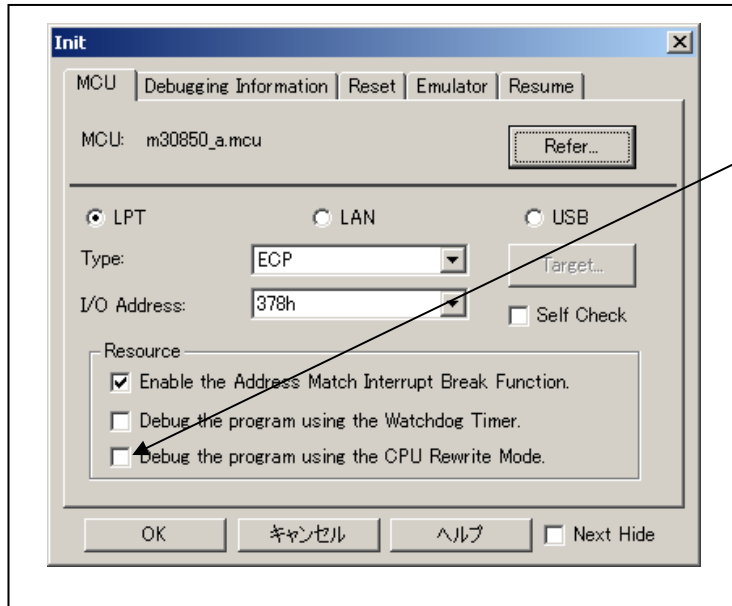 Init
MCU Debugging Information Reset Emulator Resume
MCU: m30850_a.mcu Refer...
LPT LAN USB
Type: ECP Target...
I/O Address: 378h Self Check
Resource
Enable the Address Match Interrupt Break Function.
Debug the program using the Watchdog Timer.
Debug the program using the CPU Rewrite Mode.
OK キャンセル ヘルプ Next Hide